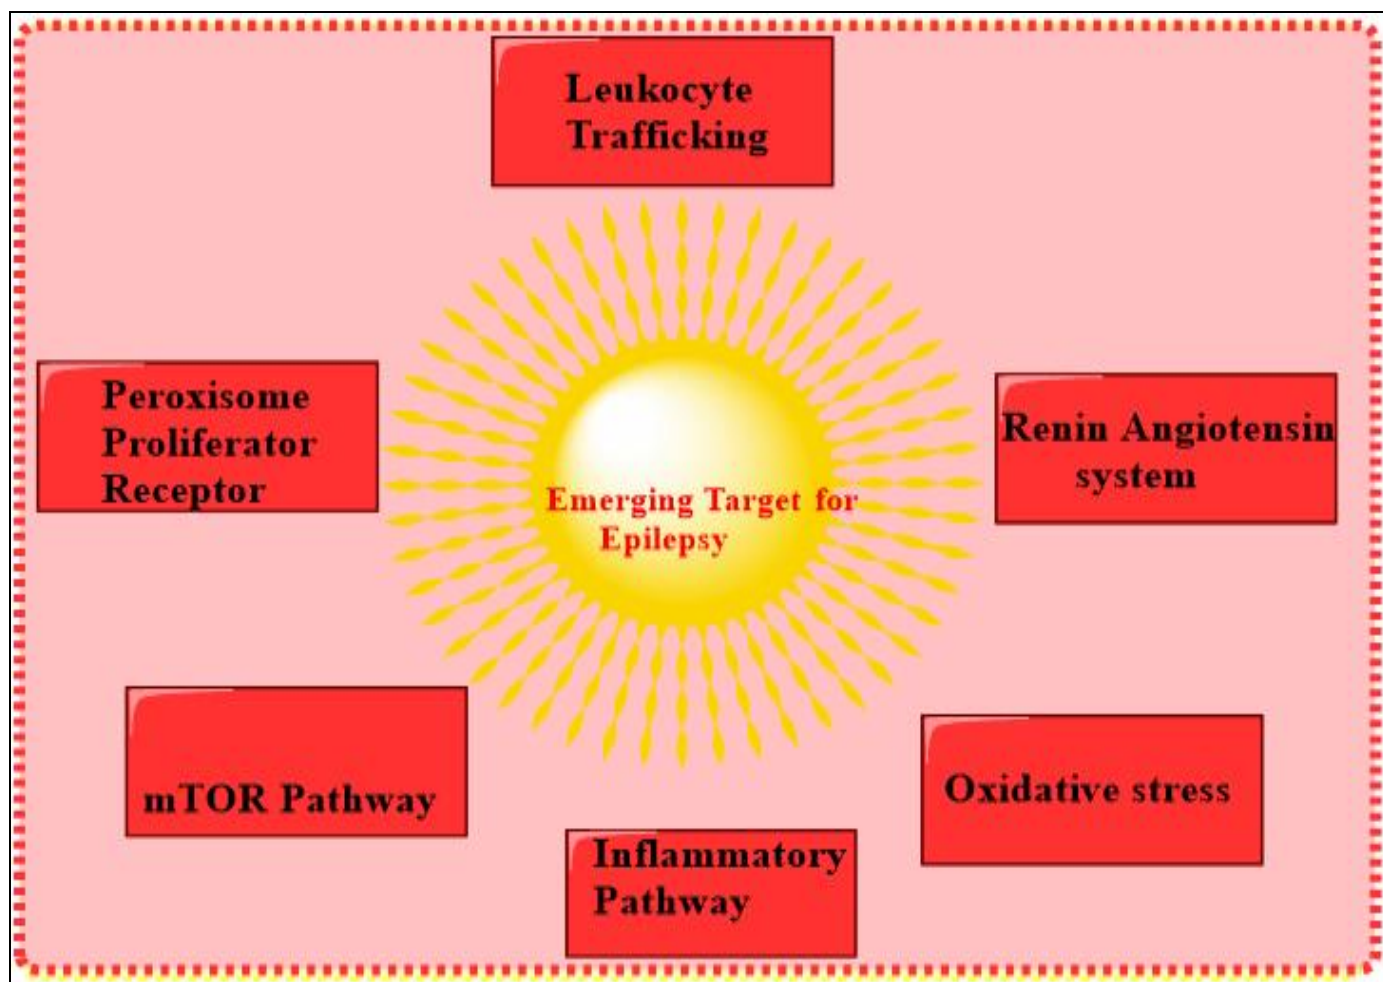 Leukocyte
Trafficking
Peroxisome
Proliferator
Receptor
Renin Angiotensin
system
Emerging Target for
Epilepsy
mTOR Pathway
Oxidative stress
Inflammatory
Pathway